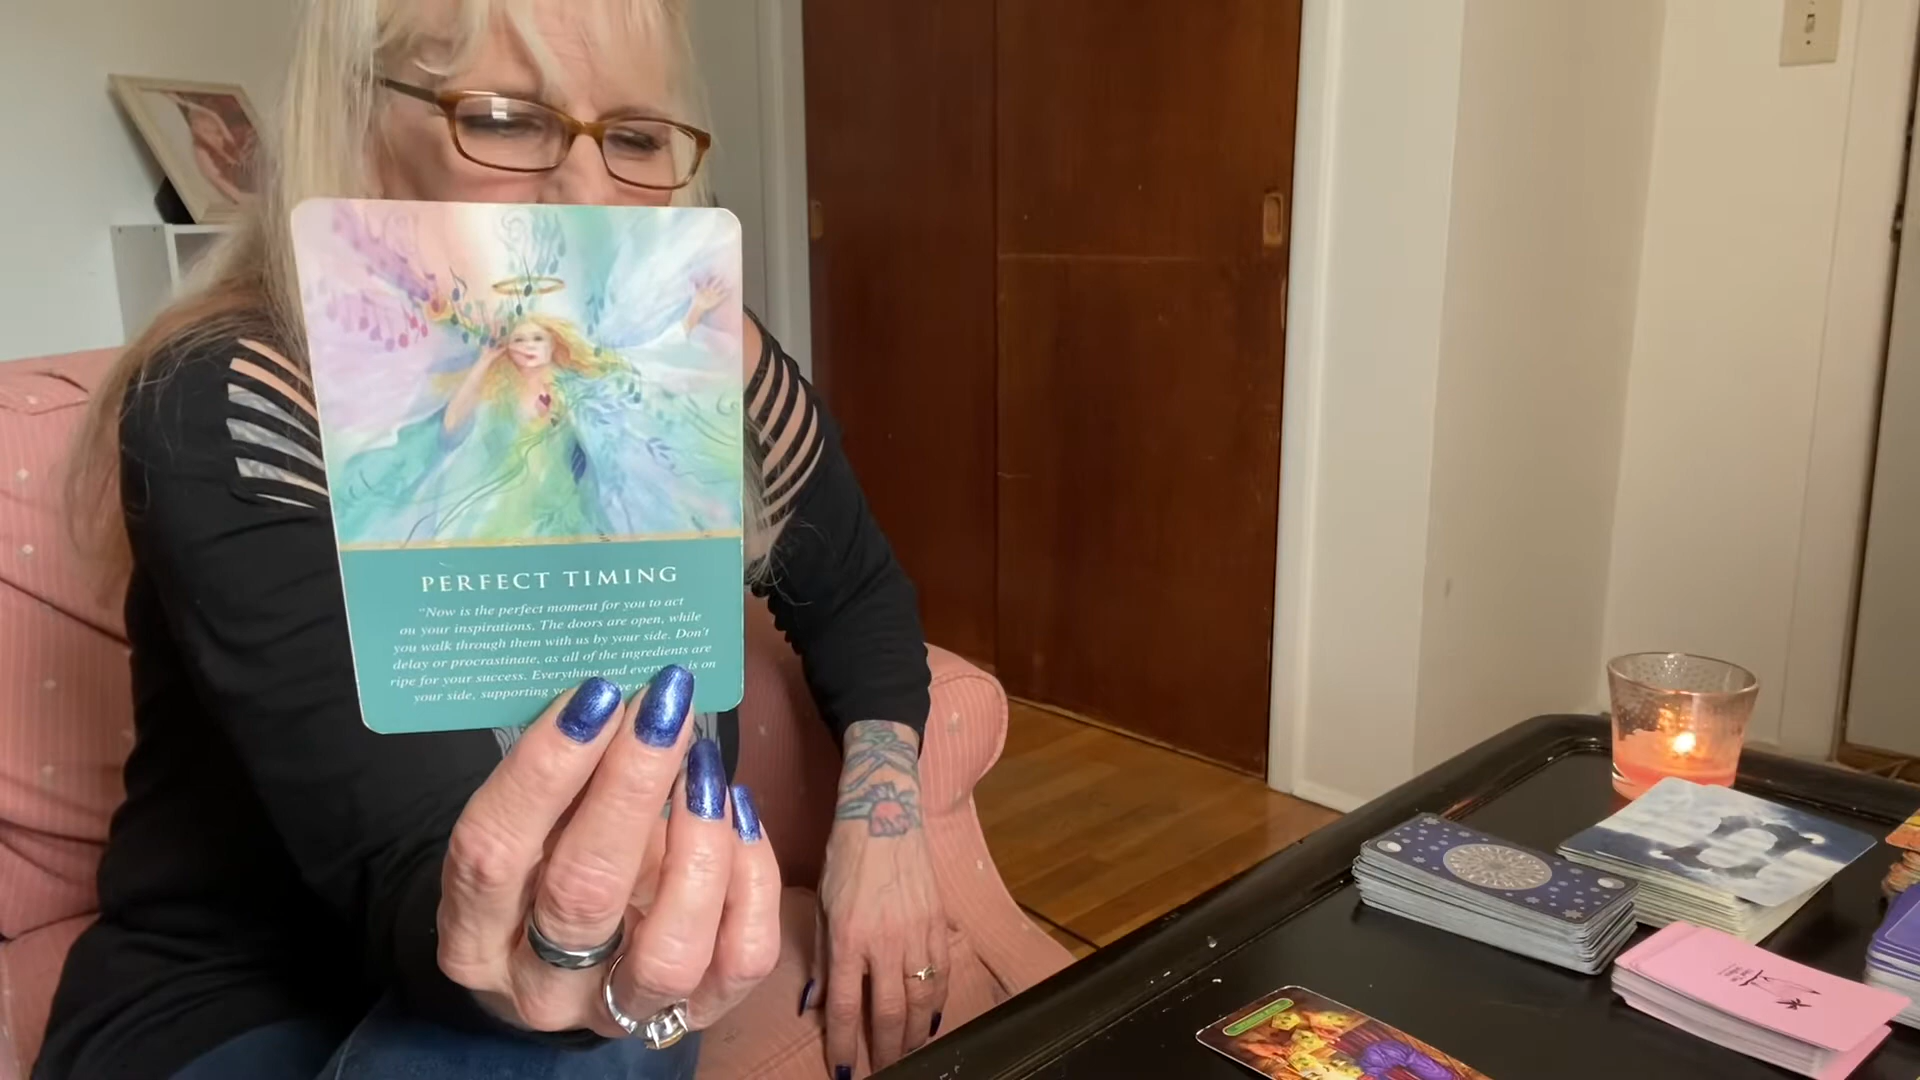 PERFECT TIMING
"Now is the perfect moment for you to act
on your inspirations. The doors are open, while
you walk through them with us by your side. Don't
delay or procrastinate, as all of the ingredients are
ripe for your success. Everything and is on
your side, supporting